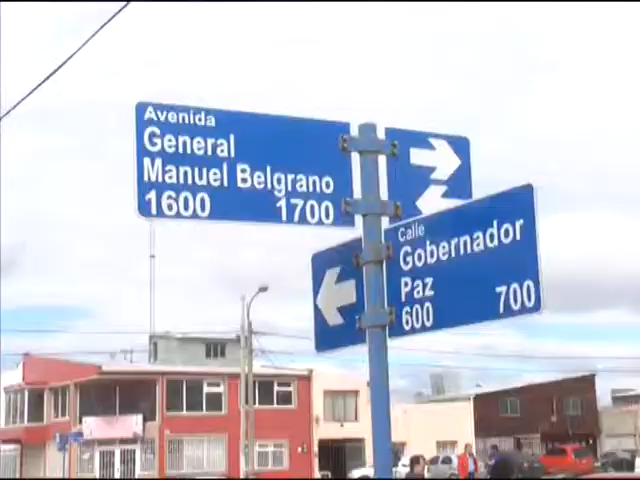 Avenida
General
Manuel Belgrano
1600 1700
Calle
Gobernador
Paz
600 700